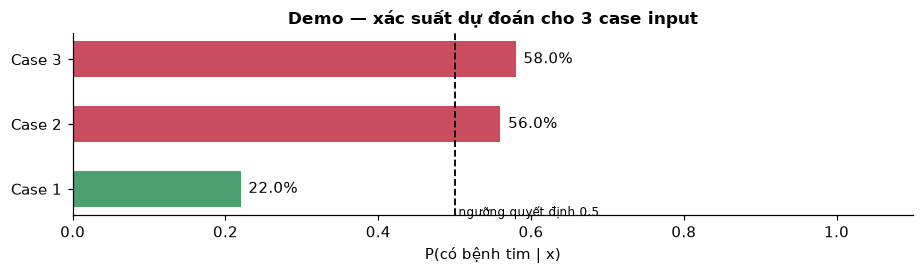 Demo — xác suất dự đoán cho 3 case input
Case 3
58.0%
Case 2
56.0%
Case 1
22.0%
ngưỡng quyết định 0.5
0.0 0.2 0.4 0.6 0.8 1.0
P(có bệnh tim | x)